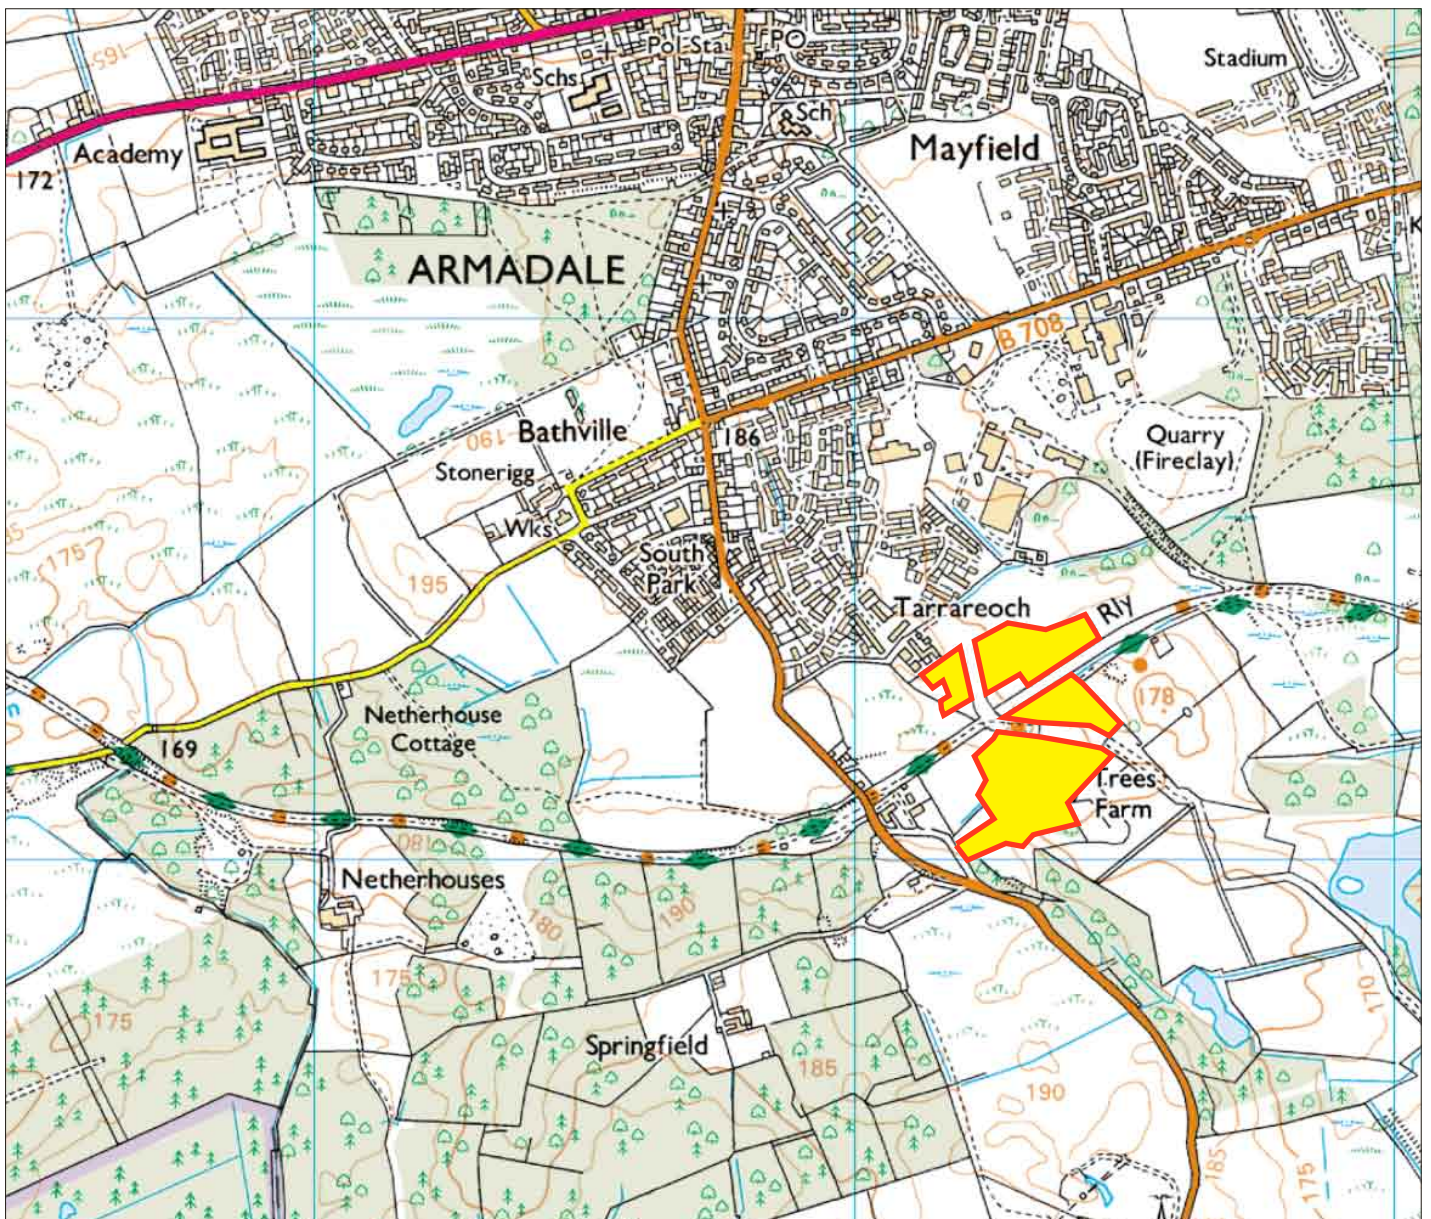 165
Pol Sta
PO
Stadium
Schs
Sch
Academy
Mayfield
172
ARMADALE
B 708
Bathville
186
190
Quarry
(Fireclay)
Stonerigg
Wks
175
South
Park
195
Tarrareoch
Rly
178
Netherhouse
Cottage
169
Trees
Farm
180
Netherhouses
190
180
175
170
175
Springfield
185
190
185
175